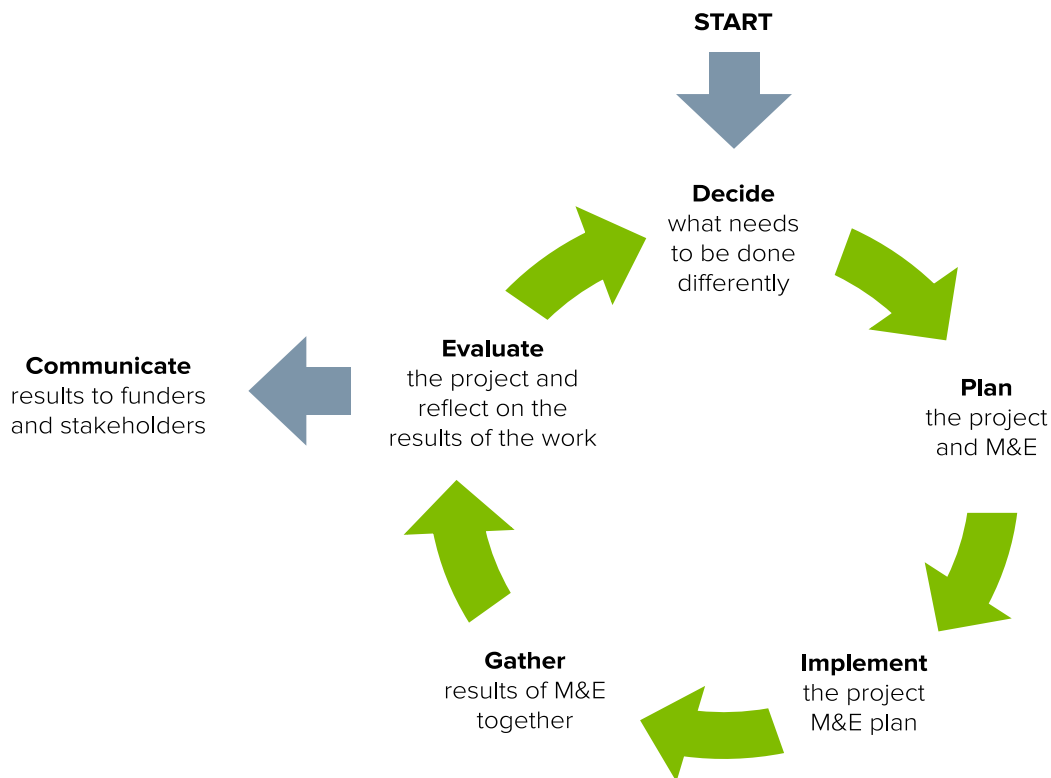 START
Decide
what needs
to be done
differently
Plan
the project
and M&E
Implement
the project
M&E plan
Gather
results of M&E
together
Evaluate
the project and
reflect on the
results of the work
Communicate
results to funders
and stakeholders